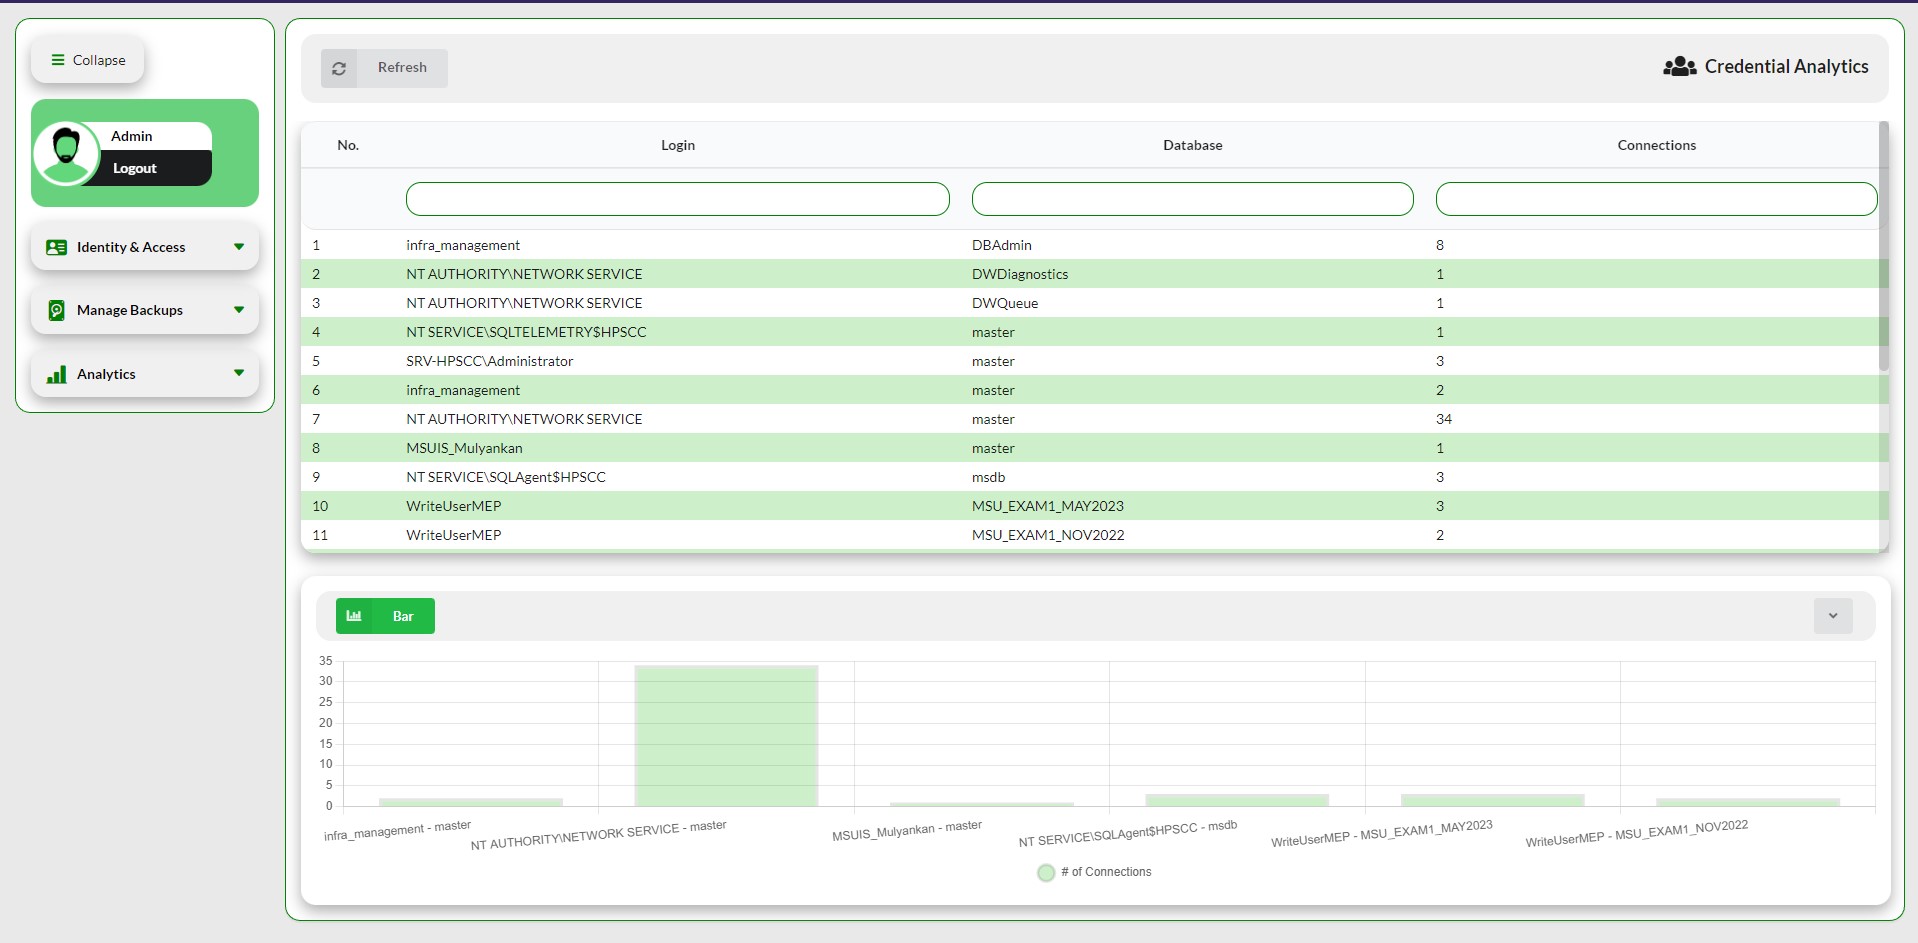 Collapse
Admin
Logout
Identity & Access
Manage Backups
Analytics
Refresh
Credential Analytics
No. Login Database Connections
1 infra_management DBAdmin 8
2 NT AUTHORITY\NETWORK SERVICE DWDiagnostics 1
3 NT AUTHORITY\NETWORK SERVICE DWQueue 1
4 NT SERVICE\SQLTELEMETRY$HPSCC master 1
5 SRV-HPSCC\Administrator master 3
6 infra_management master 2
7 NT AUTHORITY\NETWORK SERVICE master 34
8 MSUIS_Mulyankan master 1
9 NT SERVICE\SQLAgent$HPSCC msdb 3
10 WriteUserMEP MSU_EXAM1_MAY2023 3
11 WriteUserMEP MSU_EXAM1_NOV2022 2
Bar
35
30
25
20
15
10
5
0
infra_management - master
NT AUTHORITY\NETWORK SERVICE - master
MSUIS_Mulyankan - master
NT SERVICE\SQLAgent$HPSCC - msdb
WriteUserMEP - MSU_EXAM1_MAY2023
WriteUserMEP - MSU_EXAM1_NOV2022
# of Connections